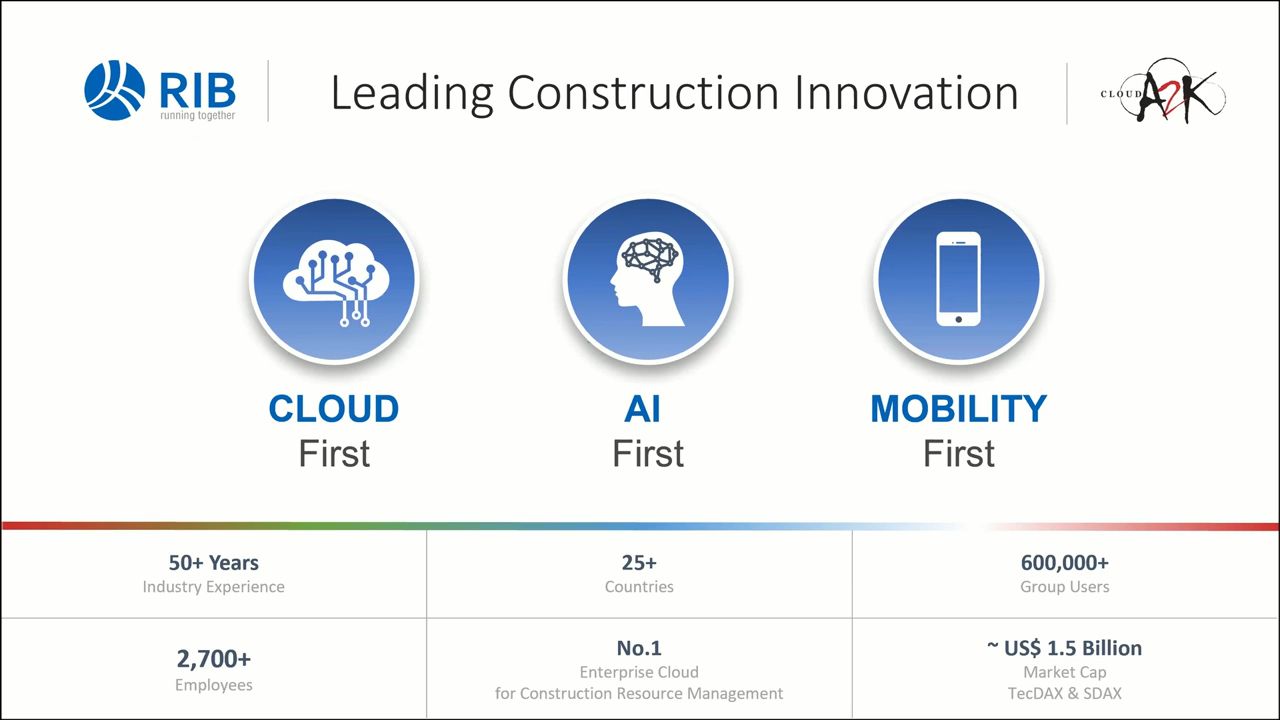 RIB
running together
Leading Construction Innovation
CLOUD
A2K
CLOUD
First
AI
First
MOBILITY
First
50+ Years
Industry Experience
25+
Countries
600,000+
Group Users
2,700+
Employees
No.1
Enterprise Cloud
for Construction Resource Management
~ US$ 1.5 Billion
Market Cap
TecDAX & SDAX